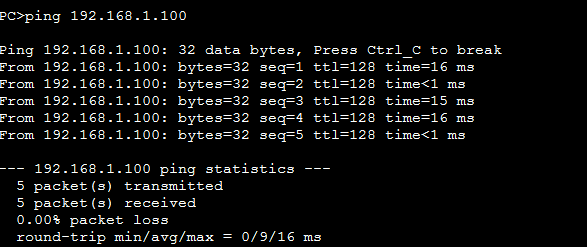 PC>ping 192.168.1.100
Ping 192.168.1.100: 32 data bytes, Press Ctrl_C to break
From 192.168.1.100: bytes=32 seq=1 ttl=128 time=16 ms
From 192.168.1.100: bytes=32 seq=2 ttl=128 time<1 ms
From 192.168.1.100: bytes=32 seq=3 ttl=128 time=15 ms
From 192.168.1.100: bytes=32 seq=4 ttl=128 time=16 ms
From 192.168.1.100: bytes=32 seq=5 ttl=128 time<1 ms
--- 192.168.1.100 ping statistics ---
5 packet(s) transmitted
5 packet(s) received
0.00% packet loss
round-trip min/avg/max = 0/9/16 ms